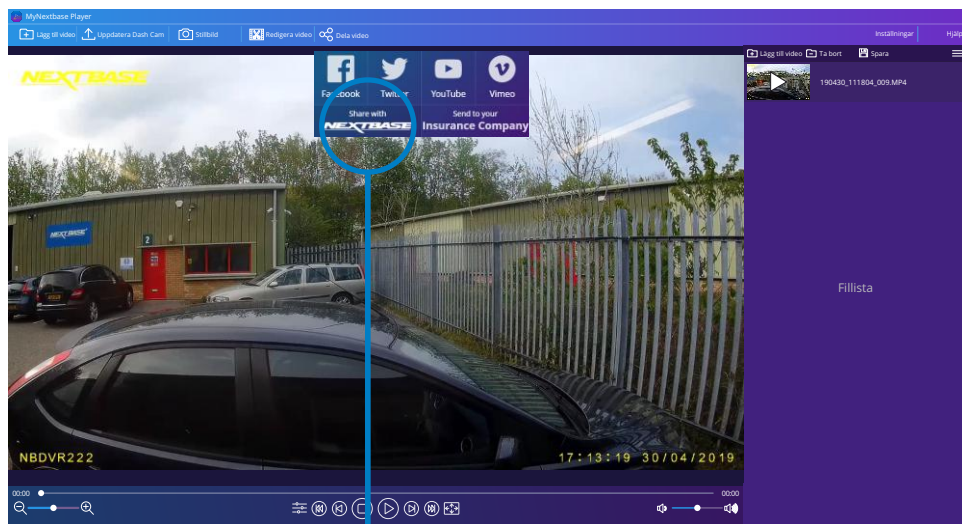 MyNextbase Player
Lägg till video Uppdatera Dash Cam Stillbild Redigera video Dela video Inställningar Hjälp
Lägg till video Ta bort Spara
Facebook Twitter YouTube Vimeo
Share with
NEXTBASE
Send to your
Insurance Company
190430_111804_009.MP4
NEXTBASE
NEXTBASE
2
Fillista
NBDVR222 17:13:19 30/04/2019
00:00 00:00